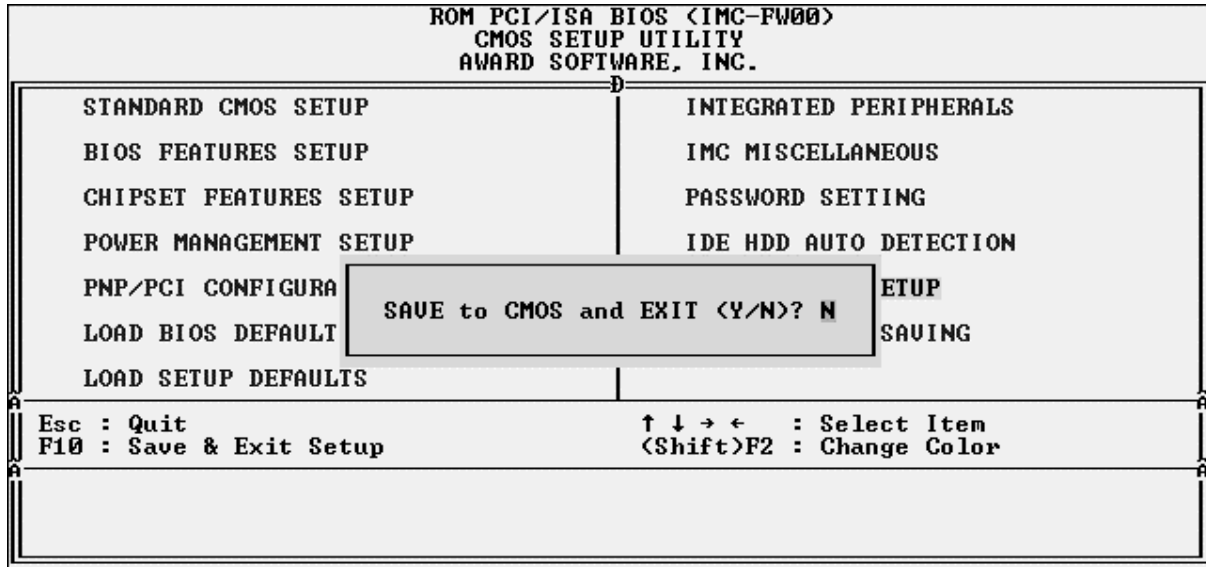 ROM PCI/ISA BIOS (IMC-FW00)
CMOS SETUP UTILITY
AWARD SOFTWARE, INC.
STANDARD CMOS SETUP
BIOS FEATURES SETUP
CHIPSET FEATURES SETUP
POWER MANAGEMENT SETUP
PNP/PCI CONFIGURA
LOAD BIOS DEFAULT
LOAD SETUP DEFAULTS
INTEGRATED PERIPHERALS
IMC MISCELLANEOUS
PASSWORD SETTING
IDE HDD AUTO DETECTION
ETUP
SAVING
SAVE to CMOS and EXIT (Y/N)? N
Esc : Quit
F10 : Save & Exit Setup
↑ ↓ → ← : Select Item
(Shift)F2 : Change Color